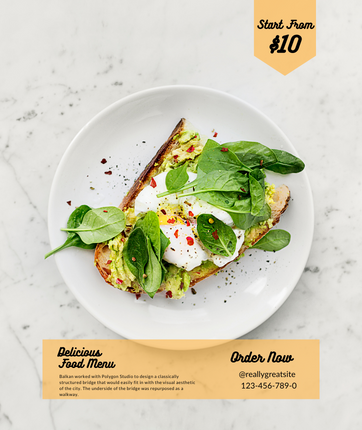 Start From
$10
Delicious
Food Menu
Balkan worked with Polygon Studio to design a classically
structured bridge that would easily fit in with the visual aesthetic
of the city. The underside of the bridge was repurposed as a
walkway.
Order Now
@reallygreatsite
123-456-789-0